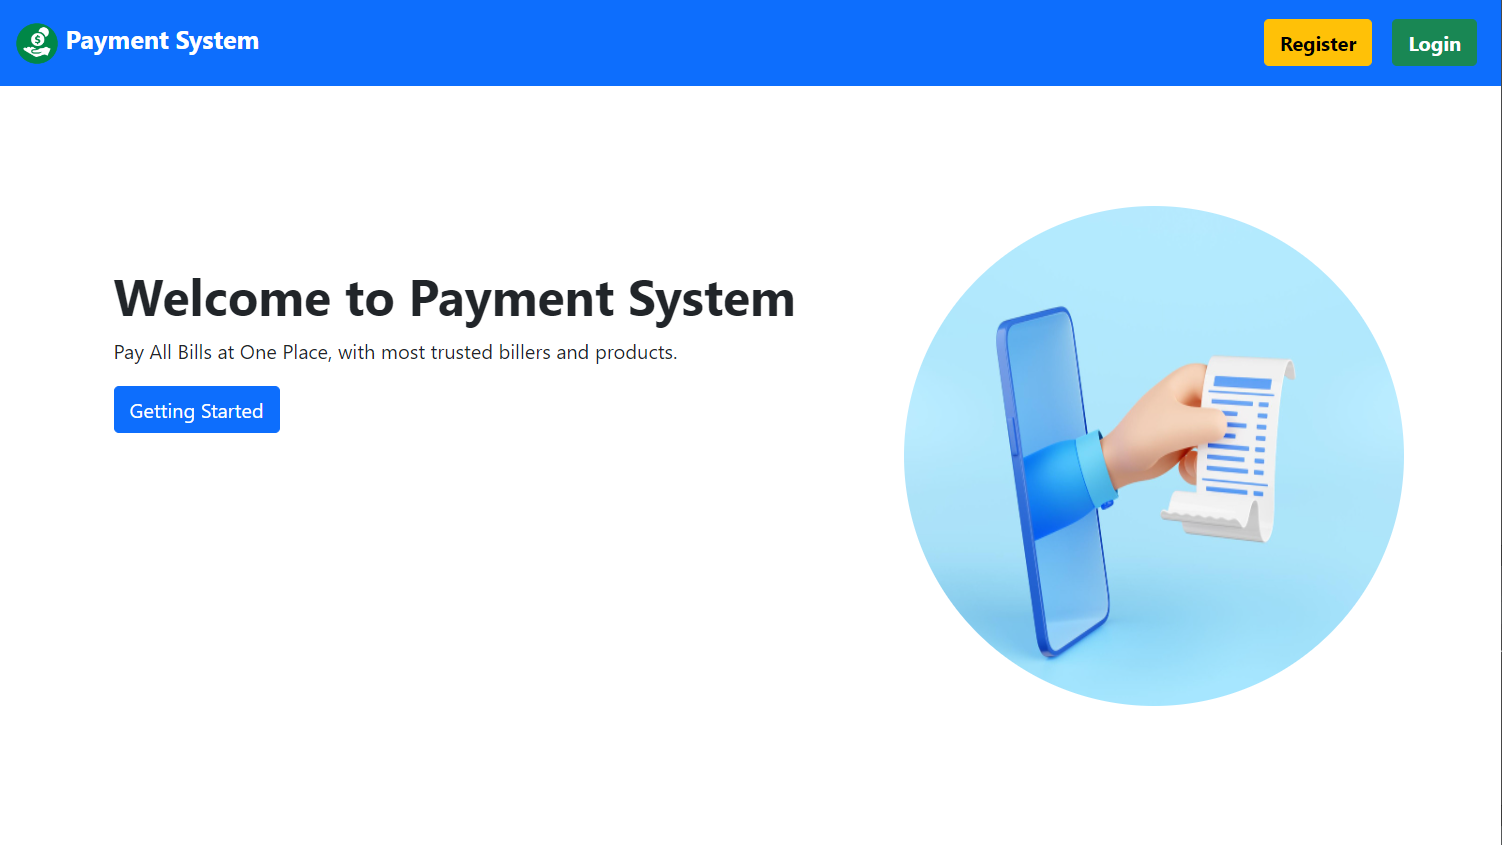 Payment System
Register
Login
Welcome to Payment System
Pay All Bills at One Place, with most trusted billers and products.
Getting Started